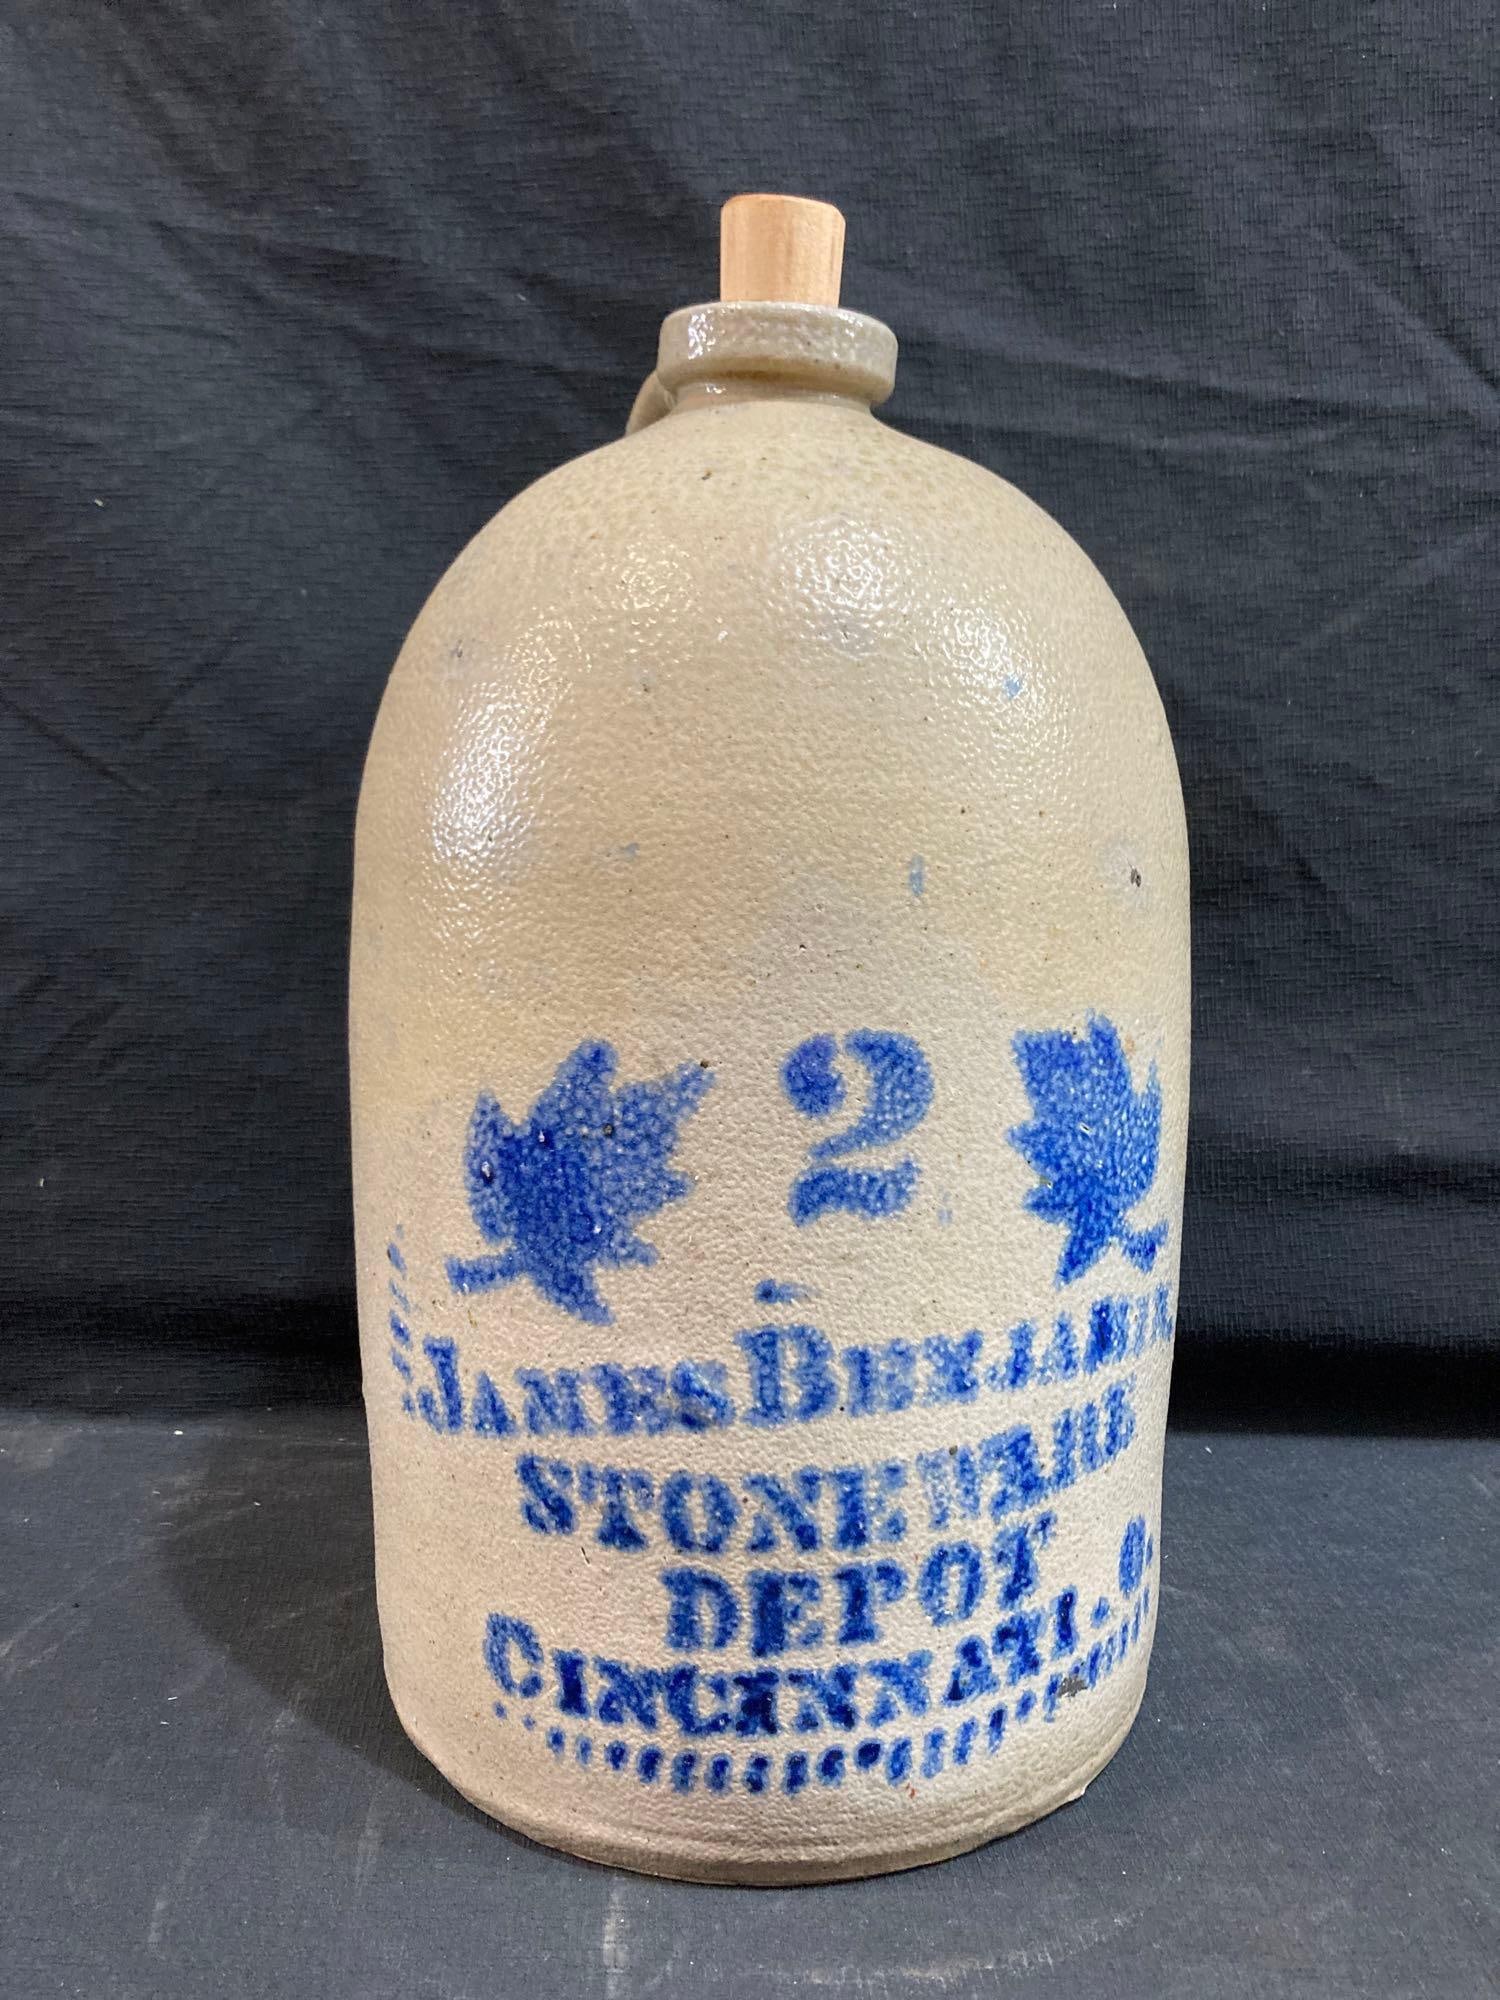 2
JAMES BENJAMIN.
STONEWARE
DEPOT
CINCINNATI. O.